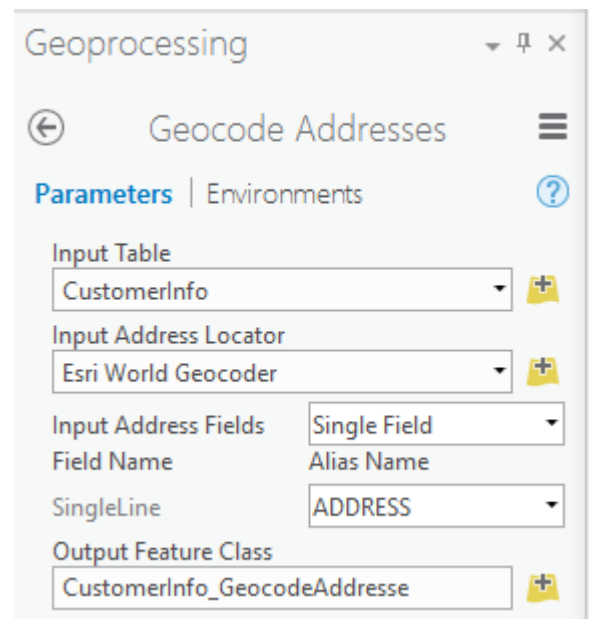 Geoprocessing
Geocode Addresses
Parameters | Environments
Input Table
CustomerInfo
Input Address Locator
Esri World Geocoder
Input Address Fields Single Field
Field Name Alias Name
SingleLine ADDRESS
Output Feature Class
CustomerInfo_GeocodeAddresse